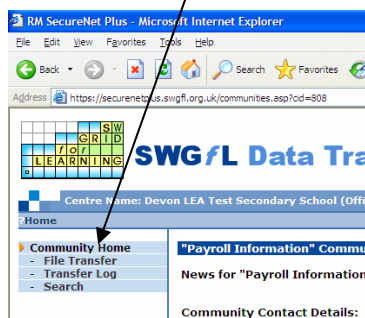 RM SecureNet Plus - Microsoft Internet Explorer
File Edit View Favorites Tools Help
Back Search Favorites
Address https://securenetplus.swgfl.org.uk/communities.asp?cid=808
SW
GRID
for
LEARNING
SWGfL Data Tra
Centre Name: Devon LEA Test Secondary School (Offi
Home
Community Home
- File Transfer
- Transfer Log
- Search
"Payroll Information" Commu
News for "Payroll Information
Community Contact Details: